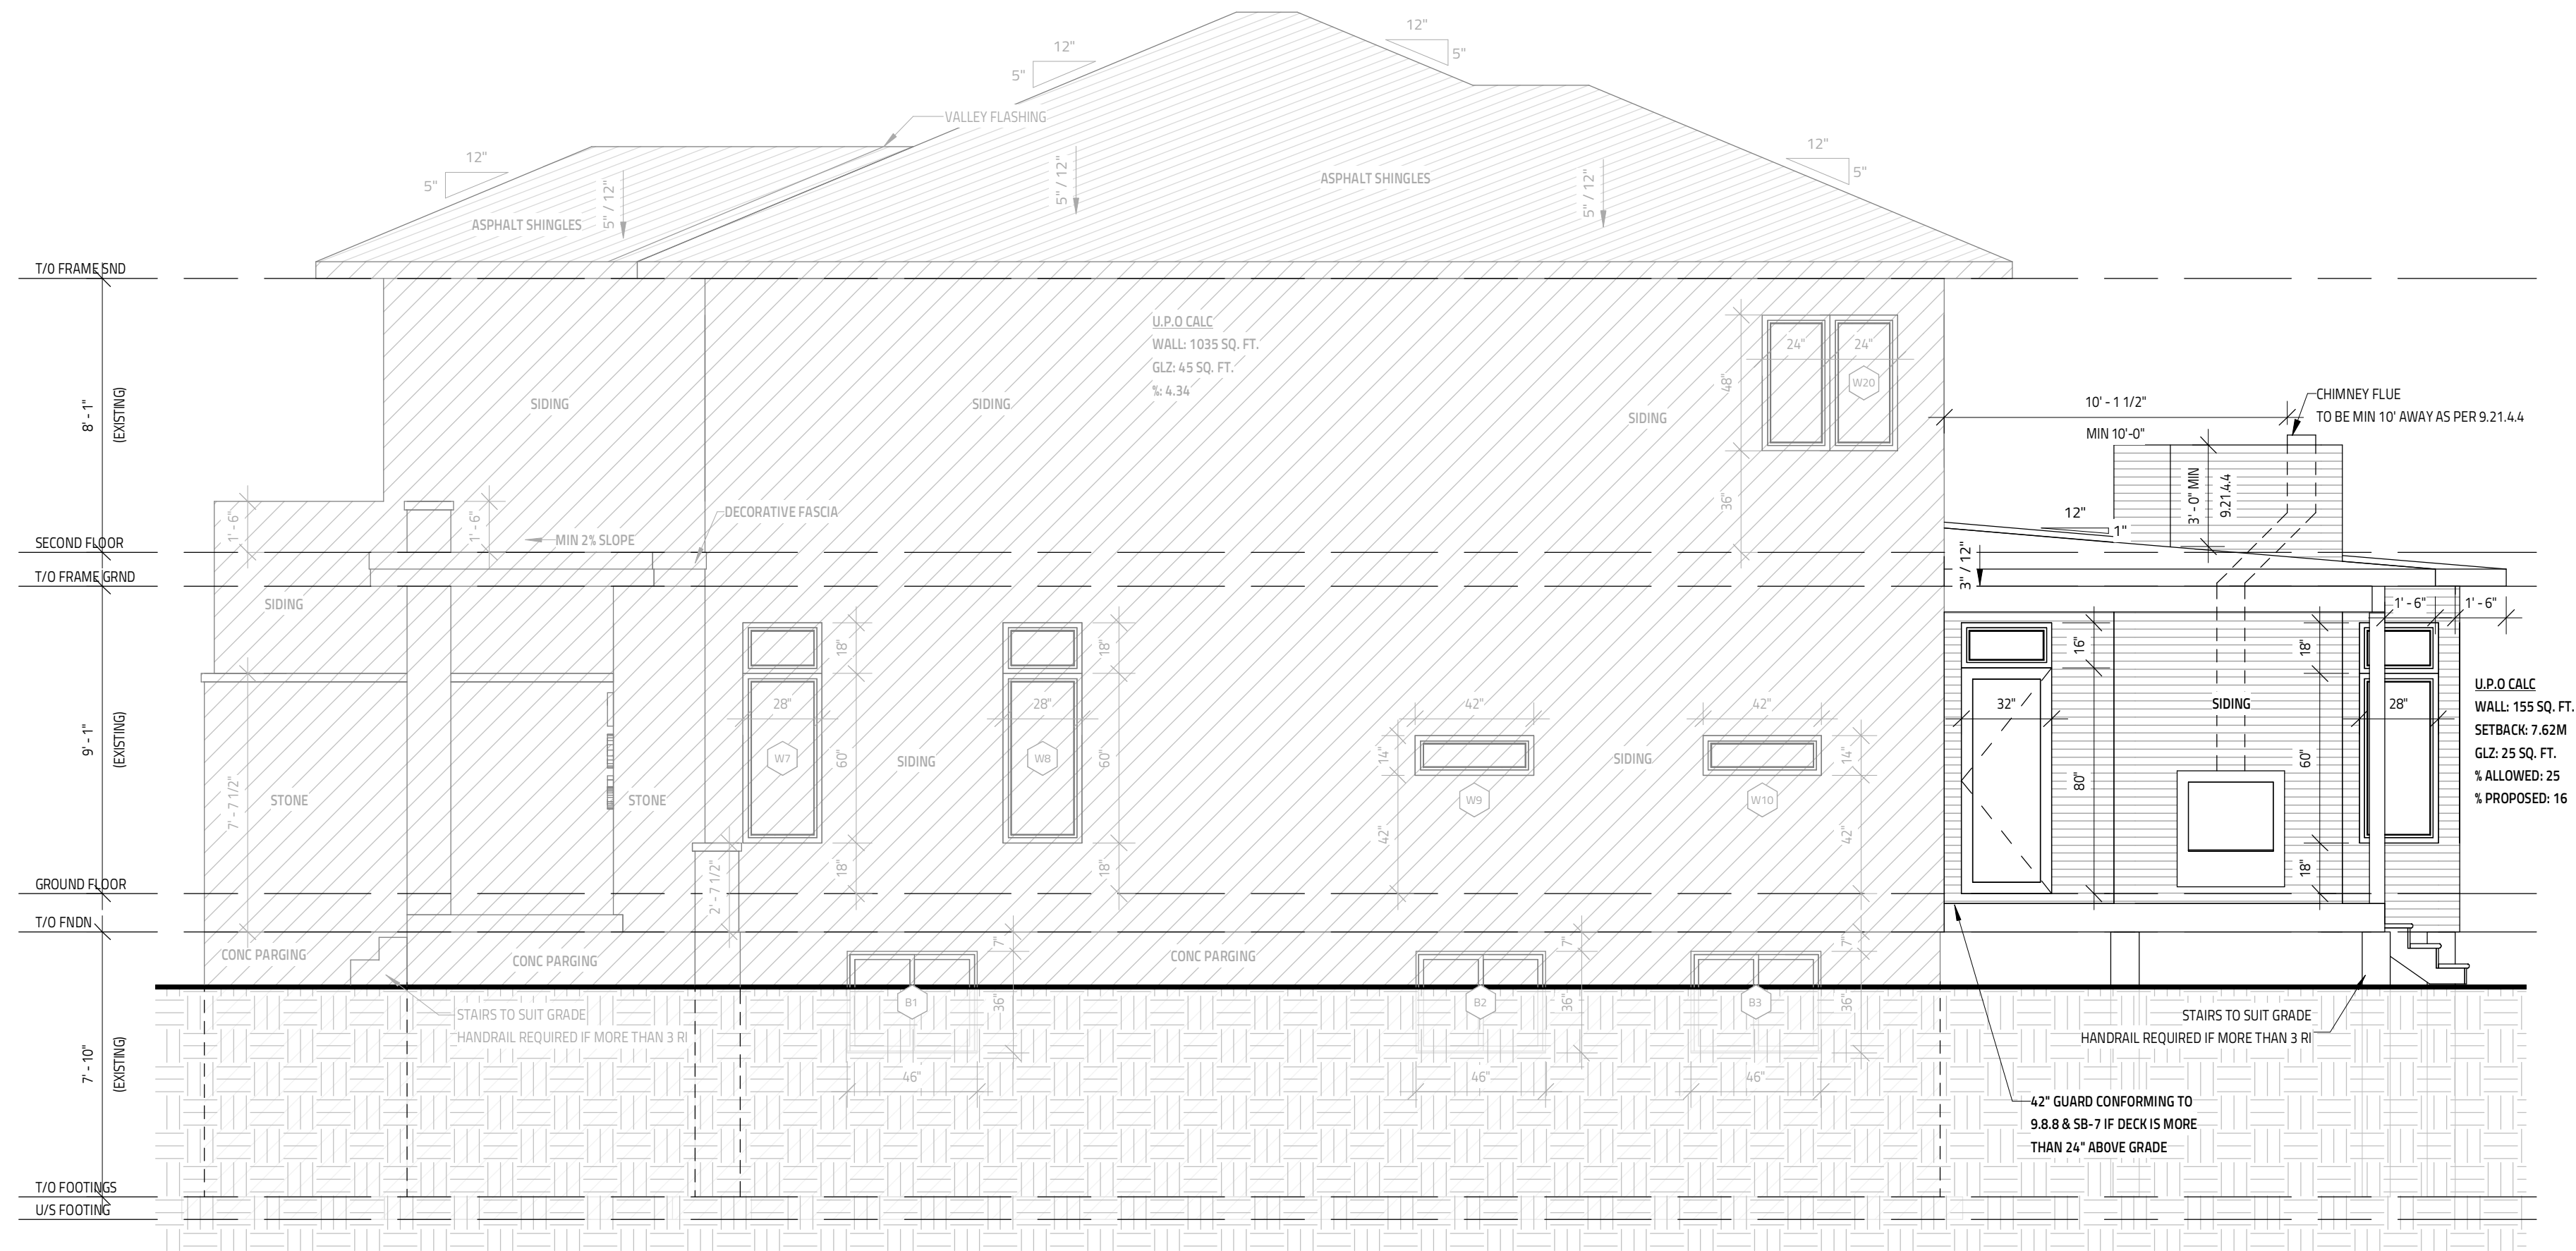 12"
5"
12"
5"
VALLEY FLASHING
12"
5"
12"
5"
5" / 12"
5" / 12"
5" / 12"
ASPHALT SHINGLES
ASPHALT SHINGLES
T/O FRAME SND
8' - 1"
(EXISTING)
U.P.O CALC
WALL: 1035 SQ. FT.
GLZ: 45 SQ. FT.
%: 4.34
SIDING
SIDING
SIDING
24"
24"
48"
W20
36"
10' - 1 1/2"
MIN 10'-0"
CHIMNEY FLUE
TO BE MIN 10' AWAY AS PER 9.21.4.4
3' - 0" MIN
9.21.4.4
12"
1"
3" / 12"
1' - 6"
1' - 6"
DECORATIVE FASCIA
MIN 2% SLOPE
SECOND FLOOR
T/O FRAME GRND
SIDING
9' - 1"
(EXISTING)
7' - 7 1/2"
STONE
STONE
18"
28"
W7
60"
18"
2' - 7 1/2"
SIDING
18"
28"
W8
60"
18"
42"
14"
W9
42"
SIDING
42"
14"
W10
42"
16"
32"
80"
SIDING
18"
60"
18"
28"
1' - 6"
1' - 6"
U.P.O CALC
WALL: 155 SQ. FT.
SETBACK: 7.62M
GLZ: 25 SQ. FT.
% ALLOWED: 25
% PROPOSED: 16
GROUND FLOOR
T/O FNDN
CONC PARGING
CONC PARGING
CONC PARGING
7"
7"
7"
B1
B2
B3
36"
36"
36"
46"
46"
46"
STAIRS TO SUIT GRADE
HANDRAIL REQUIRED IF MORE THAN 3 RI
STAIRS TO SUIT GRADE
HANDRAIL REQUIRED IF MORE THAN 3 RI
7' - 10"
(EXISTING)
42" GUARD CONFORMING TO
9.8.8 & SB-7 IF DECK IS MORE
THAN 24" ABOVE GRADE
T/O FOOTINGS
U/S FOOTING